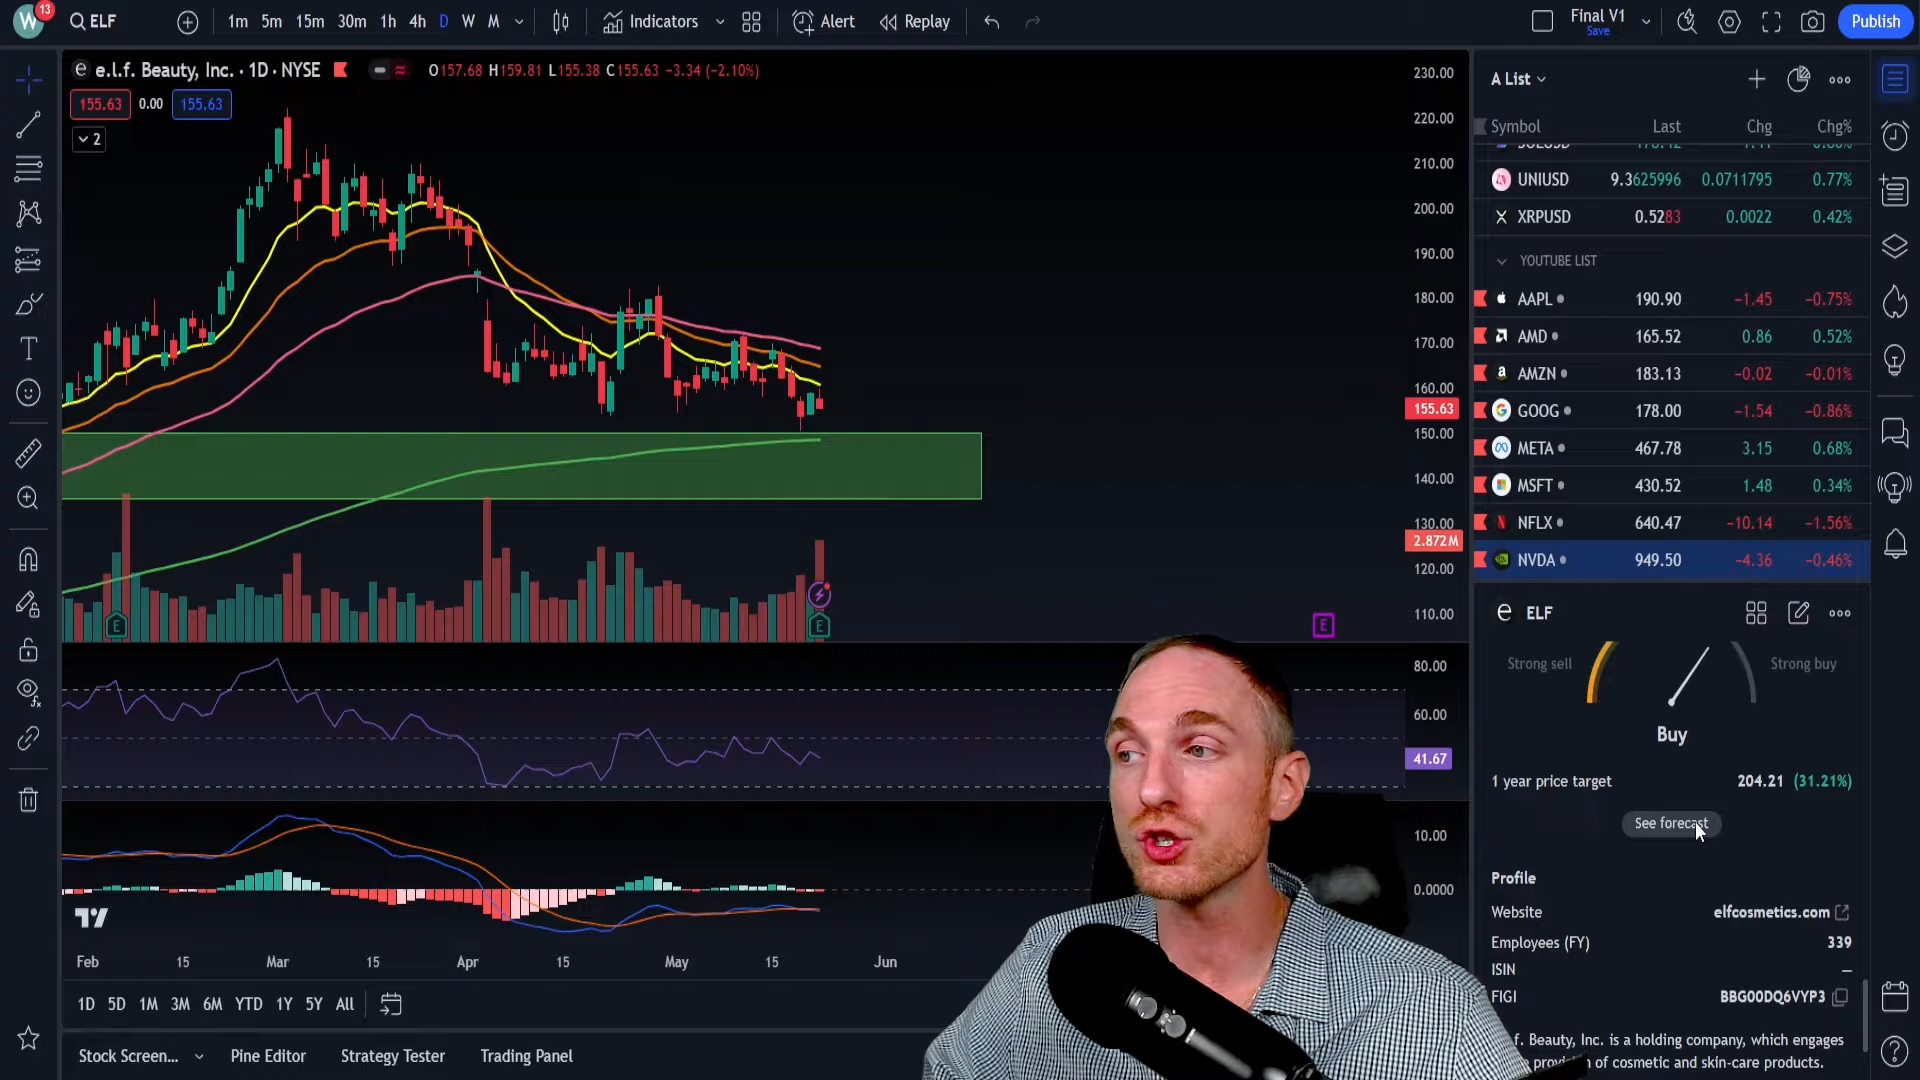 W 13 ELF 1m 5m 15m 30m 1h 4h D W M Indicators Alert Replay Final V1 Save Publish
e.l.f. Beauty, Inc. · 1D · NYSE O157.68 H159.81 L155.38 C155.63 −3.34 (−2.10%)
155.63 0.00 155.63
2
230.00
220.00
210.00
200.00
190.00
180.00
170.00
160.00
155.63
150.00
140.00
130.00
2.872M
120.00
110.00
E E E
80.00
60.00
41.67
10.00
0.0000
Feb 15 Mar 15 Apr 15 May 15 Jun
1D 5D 1M 3M 6M YTD 1Y 5Y All
Stock Screen... Pine Editor Strategy Tester Trading Panel
A List
Symbol Last Chg Chg%
UNIUSD 9.3625996 0.0711795 0.77%
XRPUSD 0.5283 0.0022 0.42%
YOUTUBE LIST
AAPL 190.90 −1.45 −0.75%
AMD 165.52 0.86 0.52%
AMZN 183.13 −0.02 −0.01%
GOOG 178.00 −1.54 −0.86%
META 467.78 3.15 0.68%
MSFT 430.52 1.48 0.34%
NFLX 640.47 −10.14 −1.56%
NVDA 949.50 −4.36 −0.46%
e ELF
Strong sell Strong buy
Buy
1 year price target 204.21 (31.21%)
See forecast
Profile
Website elfcosmetics.com
Employees (FY) 339
ISIN —
FIGI BBG00DQ6VYP3
f. Beauty, Inc. is a holding company, which engages
of cosmetic and skin-care products.